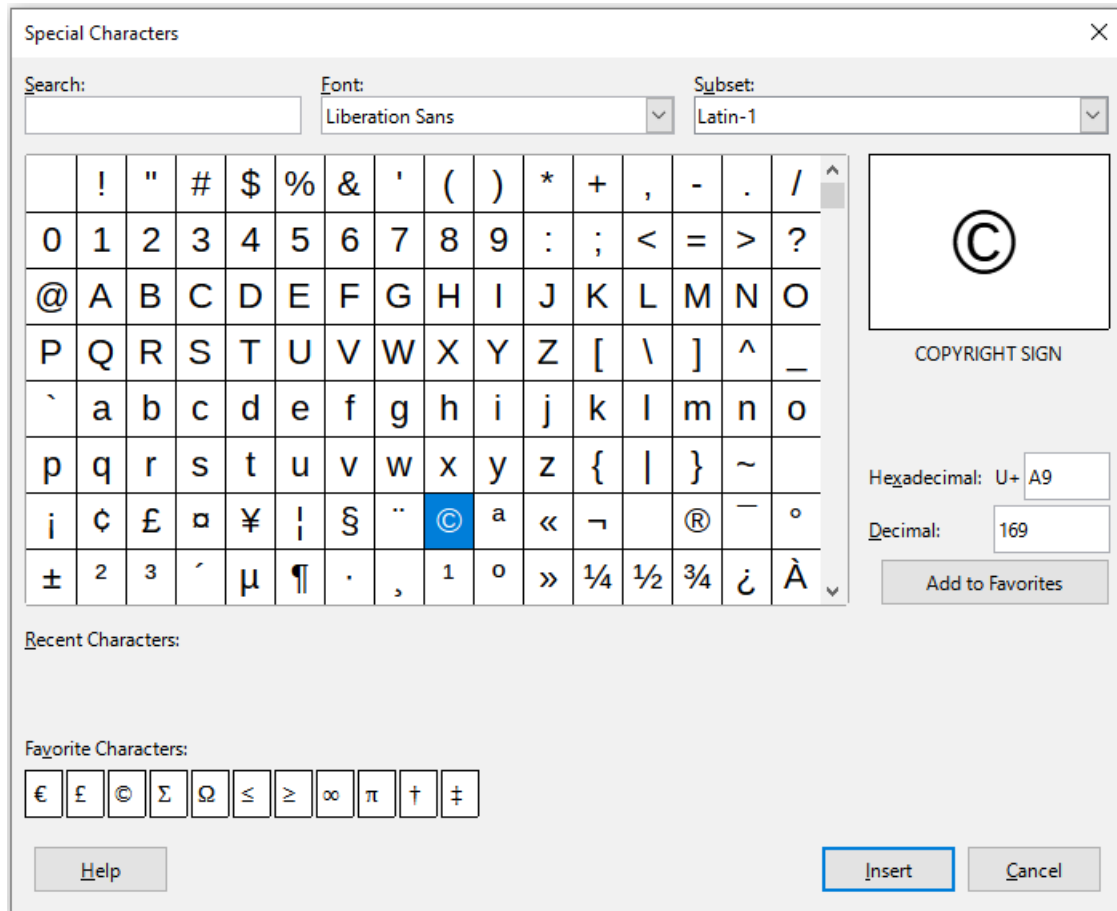 Special Characters
Search: Font: Subset:
Liberation Sans Latin-1
! " # $ % & ' ( ) * + , - . /
0 1 2 3 4 5 6 7 8 9 : ; < = > ?
@ A B C D E F G H I J K L M N O
P Q R S T U V W X Y Z [ \ ] ^ _
` a b c d e f g h i j k l m n o
p q r s t u v w x y z { | } ~
¡ ¢ £ ¤ ¥ ¦ § ¨ © ª « ¬ ® ¯ °
± ² ³ ´ µ ¶ · ¸ ¹ º » ¼ ½ ¾ ¿ À
©
COPYRIGHT SIGN
Hexadecimal: U+ A9
Decimal: 169
Add to Favorites
Recent Characters:
Favorite Characters:
€ £ © Σ Ω ≤ ≥ ∞ π † ‡
Help Insert Cancel